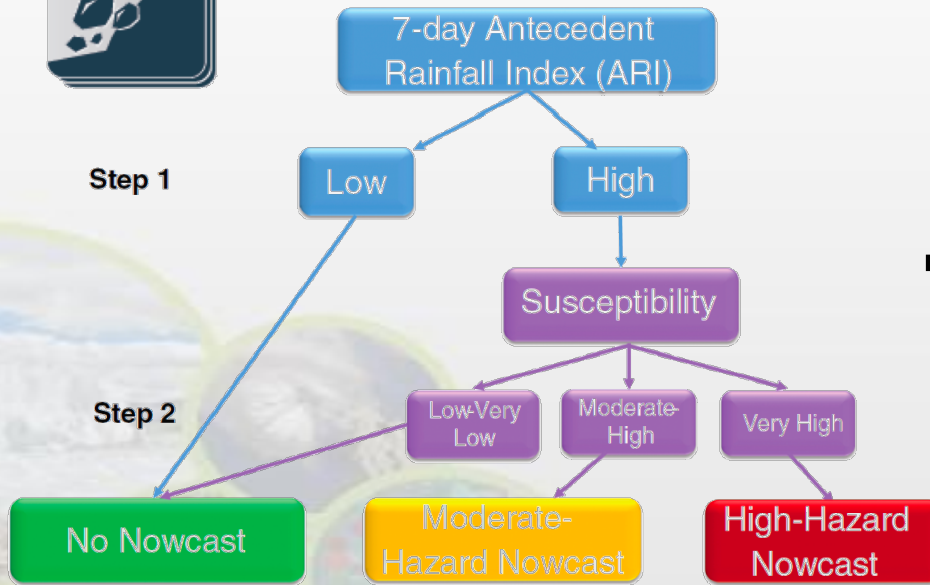 7-day Antecedent
Rainfall Index (ARI)
Step 1
Low
High
Susceptibility
Step 2
Low-Very
Low
Moderate-
High
Very High
No Nowcast
Moderate-
Hazard Nowcast
High-Hazard
Nowcast